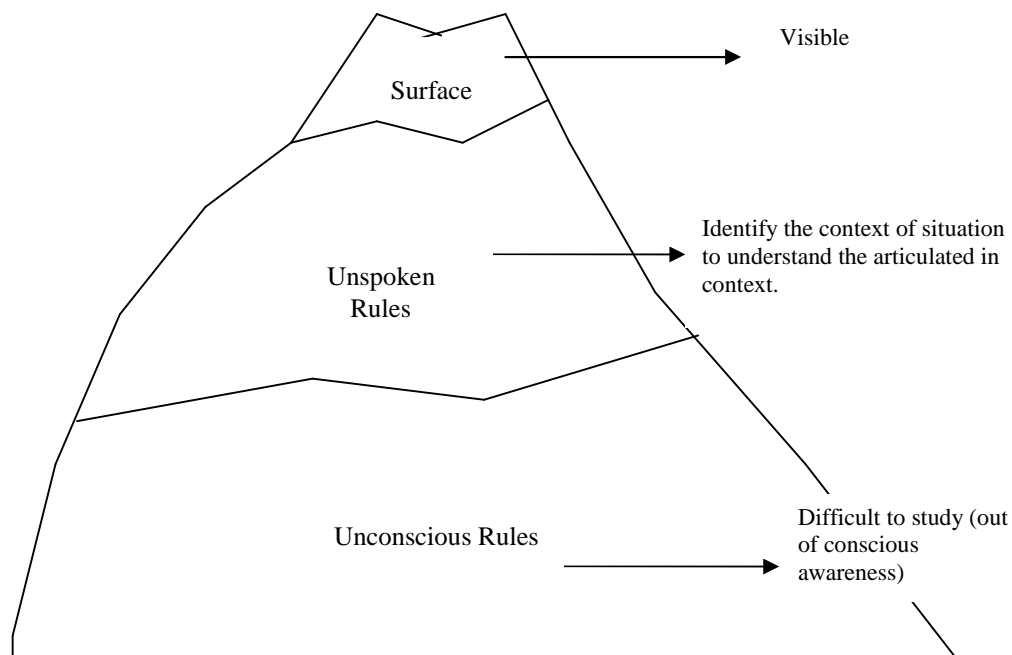 Visible
Surface
Identify the context of situation
to understand the articulated in
context.
Unspoken
Rules
Unconscious Rules
Difficult to study (out
of conscious
awareness)